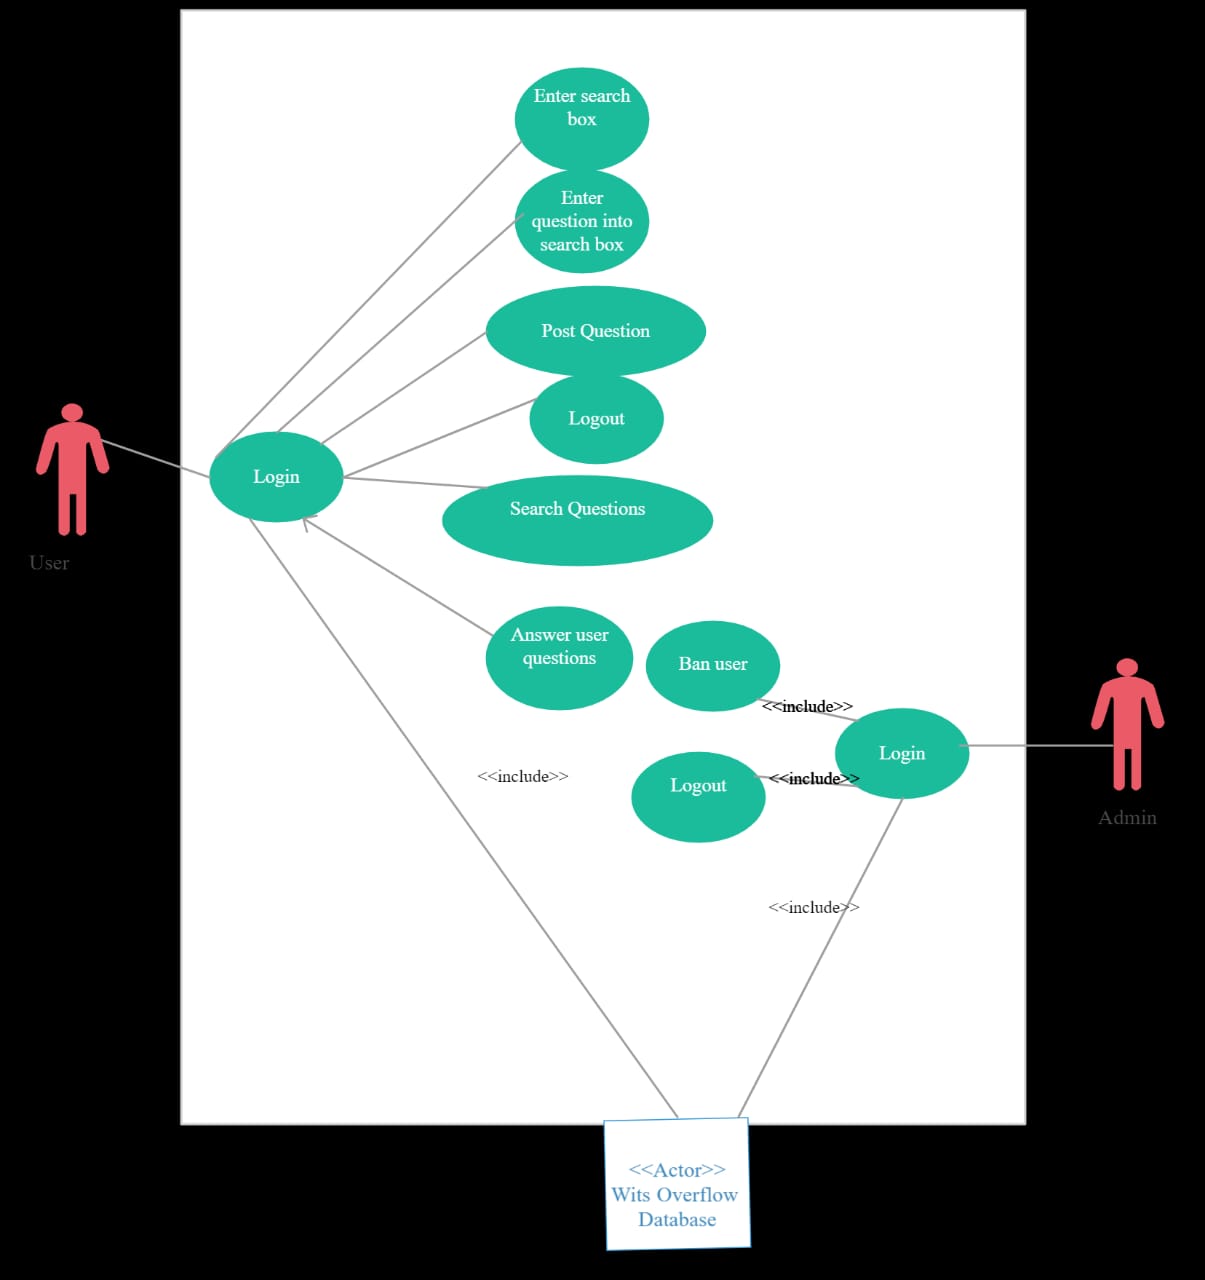 Enter search
box
Enter
question into
search box
Post Question
Logout
Login
Search Questions
User
Answer user
questions
Ban user
<<include>>
Login
<<include>>
<<include>>
Logout
Admin
<<include>>
<<Actor>>
Wits Overflow
Database